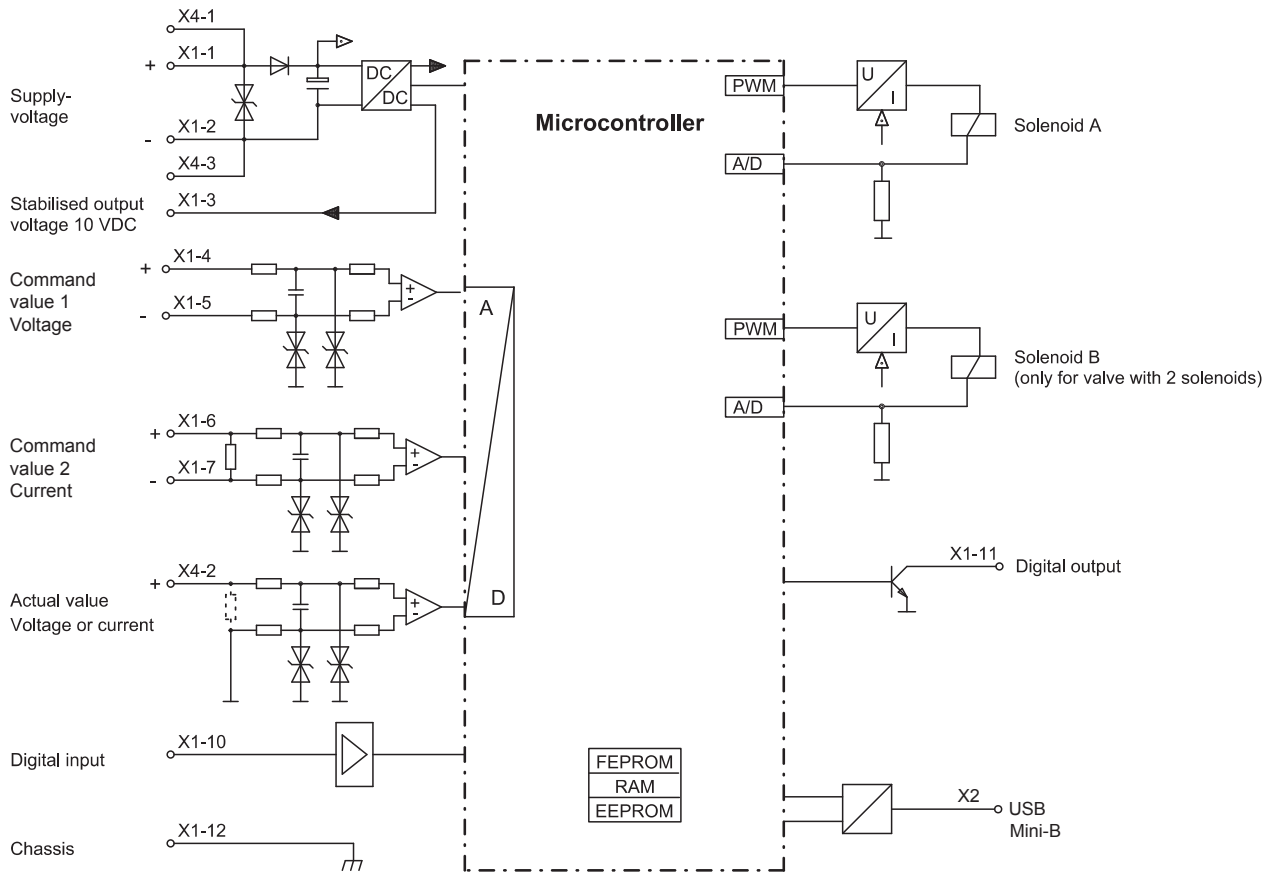 X4-1
+ X1-1
Supply-
voltage
X1-2
-
X4-3
X1-3
Stabilised output
voltage 10 VDC
DC
DC
Command
value 1
Voltage
+ X1-4
- X1-5
+
-
Command
value 2
Current
+ X1-6
- X1-7
+
-
Actual value
Voltage or current
+ X4-2
+
-
Digital input
X1-10
Chassis
X1-12
A
D
Microcontroller
FEPROM
RAM
EEPROM
PWM
U
I
A/D
Solenoid A
PWM
U
I
A/D
Solenoid B
(only for valve with 2 solenoids)
X1-11
Digital output
X2
USB
Mini-B